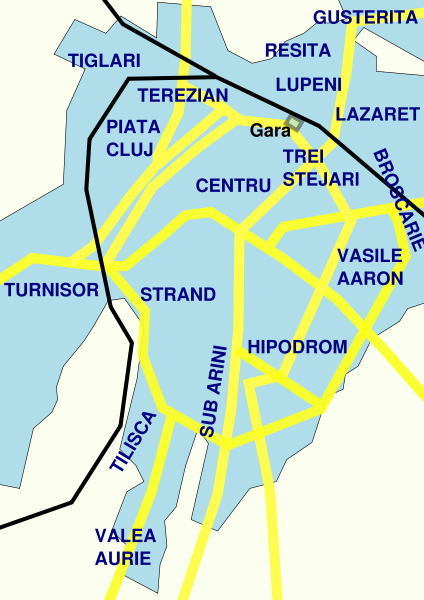 GUSTERITA
RESITA
TIGLARI
LUPENI
TEREZIAN
LAZARET
PIATA
CLUJ
Gara
TREI
STEJARI
BROSCARIE
CENTRU
VASILE
AARON
TURNISOR
STRAND
HIPODROM
SUB ARINI
TILISCA
VALEA
AURIE